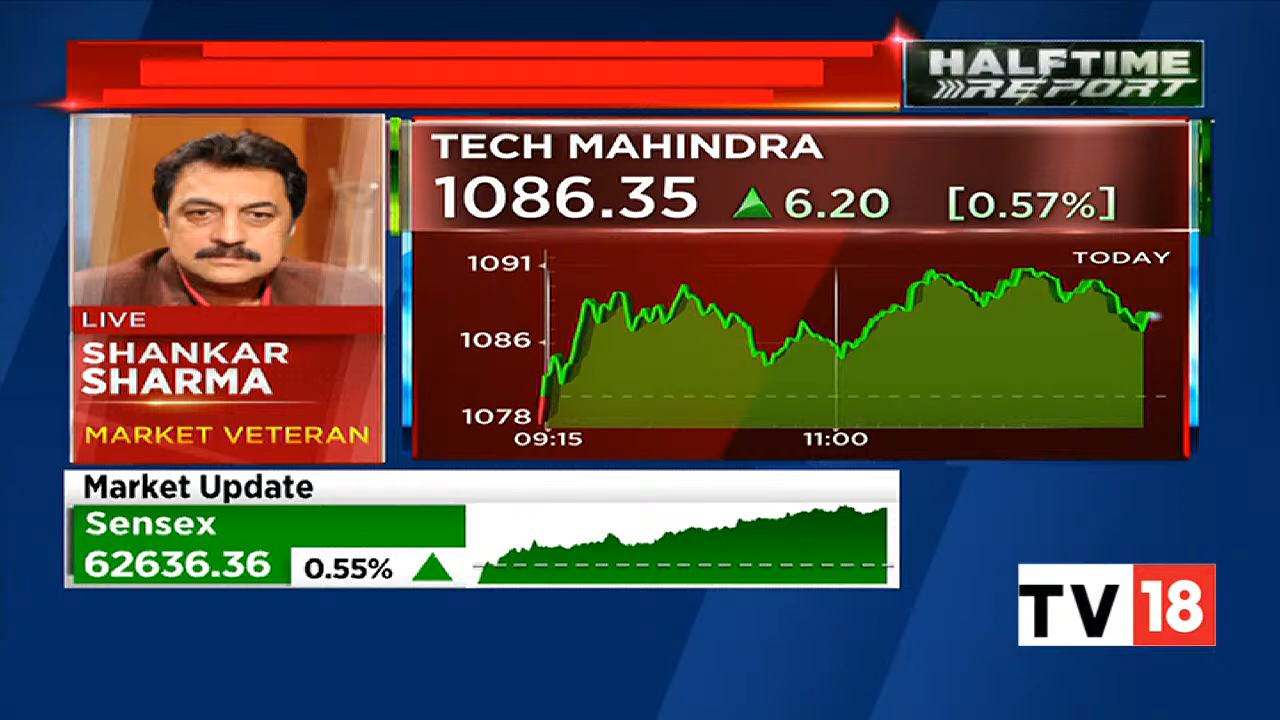 HALFTIME
REPORT
TECH MAHINDRA
1086.35 ▲ 6.20 [0.57%]
TODAY
1091
1086
1078
09:15 11:00
LIVE
SHANKAR
SHARMA
MARKET VETERAN
Market Update
Sensex
62636.36 0.55% ▲
TV18